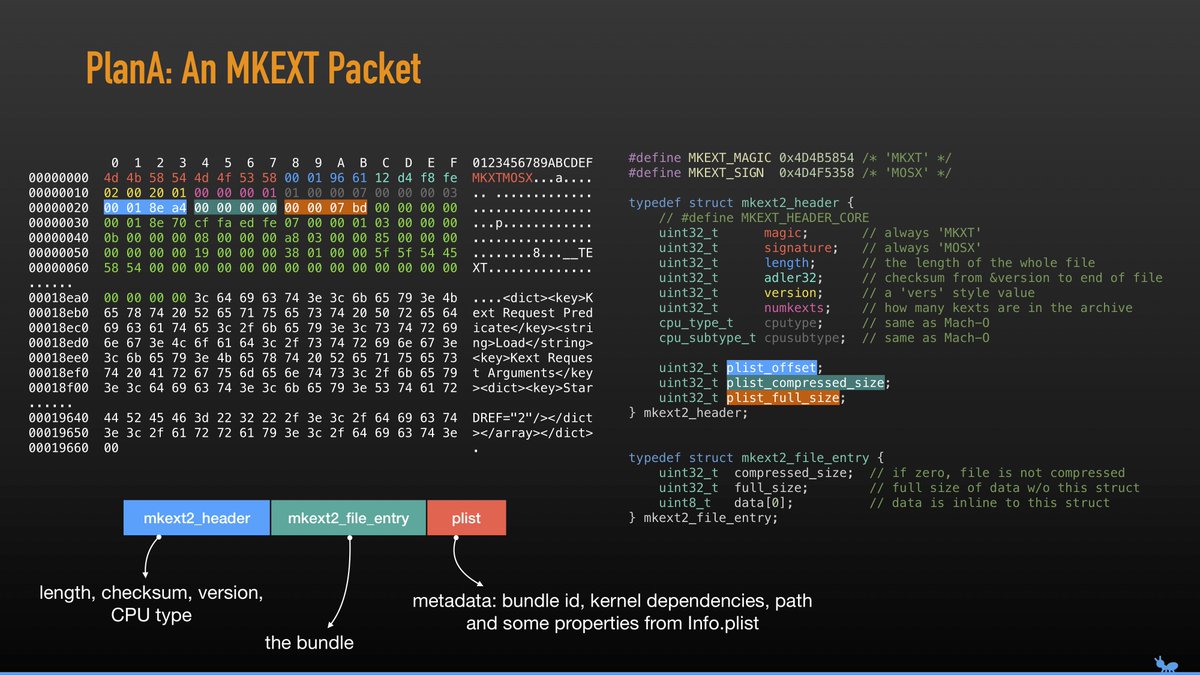 PlanA: An MKEXT Packet
0 1 2 3 4 5 6 7 8 9 A B C D E F 0123456789ABCDEF
00000000 4d 4b 58 54 4d 4f 53 58 00 01 96 61 12 d4 f8 fe MKXTMOSX...a....
00000010 02 00 20 01 00 00 00 01 01 00 00 07 00 00 00 03 .. .............
00000020 00 01 8e a4 00 00 00 00 00 00 07 bd 00 00 00 00 ................
00000030 00 01 8e 70 cf fa ed fe 07 00 00 01 03 00 00 00 ...p............
00000040 0b 00 00 00 08 00 00 00 a8 03 00 00 85 00 00 00 ................
00000050 00 00 00 00 19 00 00 00 38 01 00 00 5f 5f 54 45 ........8...__TE
00000060 58 54 00 00 00 00 00 00 00 00 00 00 00 00 00 00 XT..............
......
00018ea0 00 00 00 00 3c 64 69 63 74 3e 3c 6b 65 79 3e 4b ....<dict><key>K
00018eb0 65 78 74 20 52 65 71 75 65 73 74 20 50 72 65 64 ext Request Pred
00018ec0 69 63 61 74 65 3c 2f 6b 65 79 3e 3c 73 74 72 69 icate</key><stri
00018ed0 6e 67 3e 4c 6f 61 64 3c 2f 73 74 72 69 6e 67 3e ng>Load</string>
00018ee0 3c 6b 65 79 3e 4b 65 78 74 20 52 65 71 75 65 73 <key>Kext Reques
00018ef0 74 20 41 72 67 75 6d 65 6e 74 73 3c 2f 6b 65 79 t Arguments</key
00018f00 3e 3c 64 69 63 74 3e 3c 6b 65 79 3e 53 74 61 72 ><dict><key>Star
......
00019640 44 52 45 46 3d 22 32 22 2f 3e 3c 2f 64 69 63 74 DREF="2"/></dict
00019650 3e 3c 2f 61 72 72 61 79 3e 3c 2f 64 69 63 74 3e ></array></dict>
00019660 00 .
#define MKEXT_MAGIC 0x4D4B5854 /* 'MKXT' */
#define MKEXT_SIGN 0x4D4F5358 /* 'MOSX' */
typedef struct mkext2_header {
// #define MKEXT_HEADER_CORE
uint32_t magic; // always 'MKXT'
uint32_t signature; // always 'MOSX'
uint32_t length; // the length of the whole file
uint32_t adler32; // checksum from &version to end of file
uint32_t version; // a 'vers' style value
uint32_t numkexts; // how many kexts are in the archive
cpu_type_t cputype; // same as Mach-O
cpu_subtype_t cpusubtype; // same as Mach-O
uint32_t plist_offset;
uint32_t plist_compressed_size;
uint32_t plist_full_size;
} mkext2_header;
typedef struct mkext2_file_entry {
uint32_t compressed_size; // if zero, file is not compressed
uint32_t full_size; // full size of data w/o this struct
uint8_t data[0]; // data is inline to this struct
} mkext2_file_entry;
mkext2_header mkext2_file_entry plist
length, checksum, version,
CPU type
the bundle
metadata: bundle id, kernel dependencies, path
and some properties from Info.plist